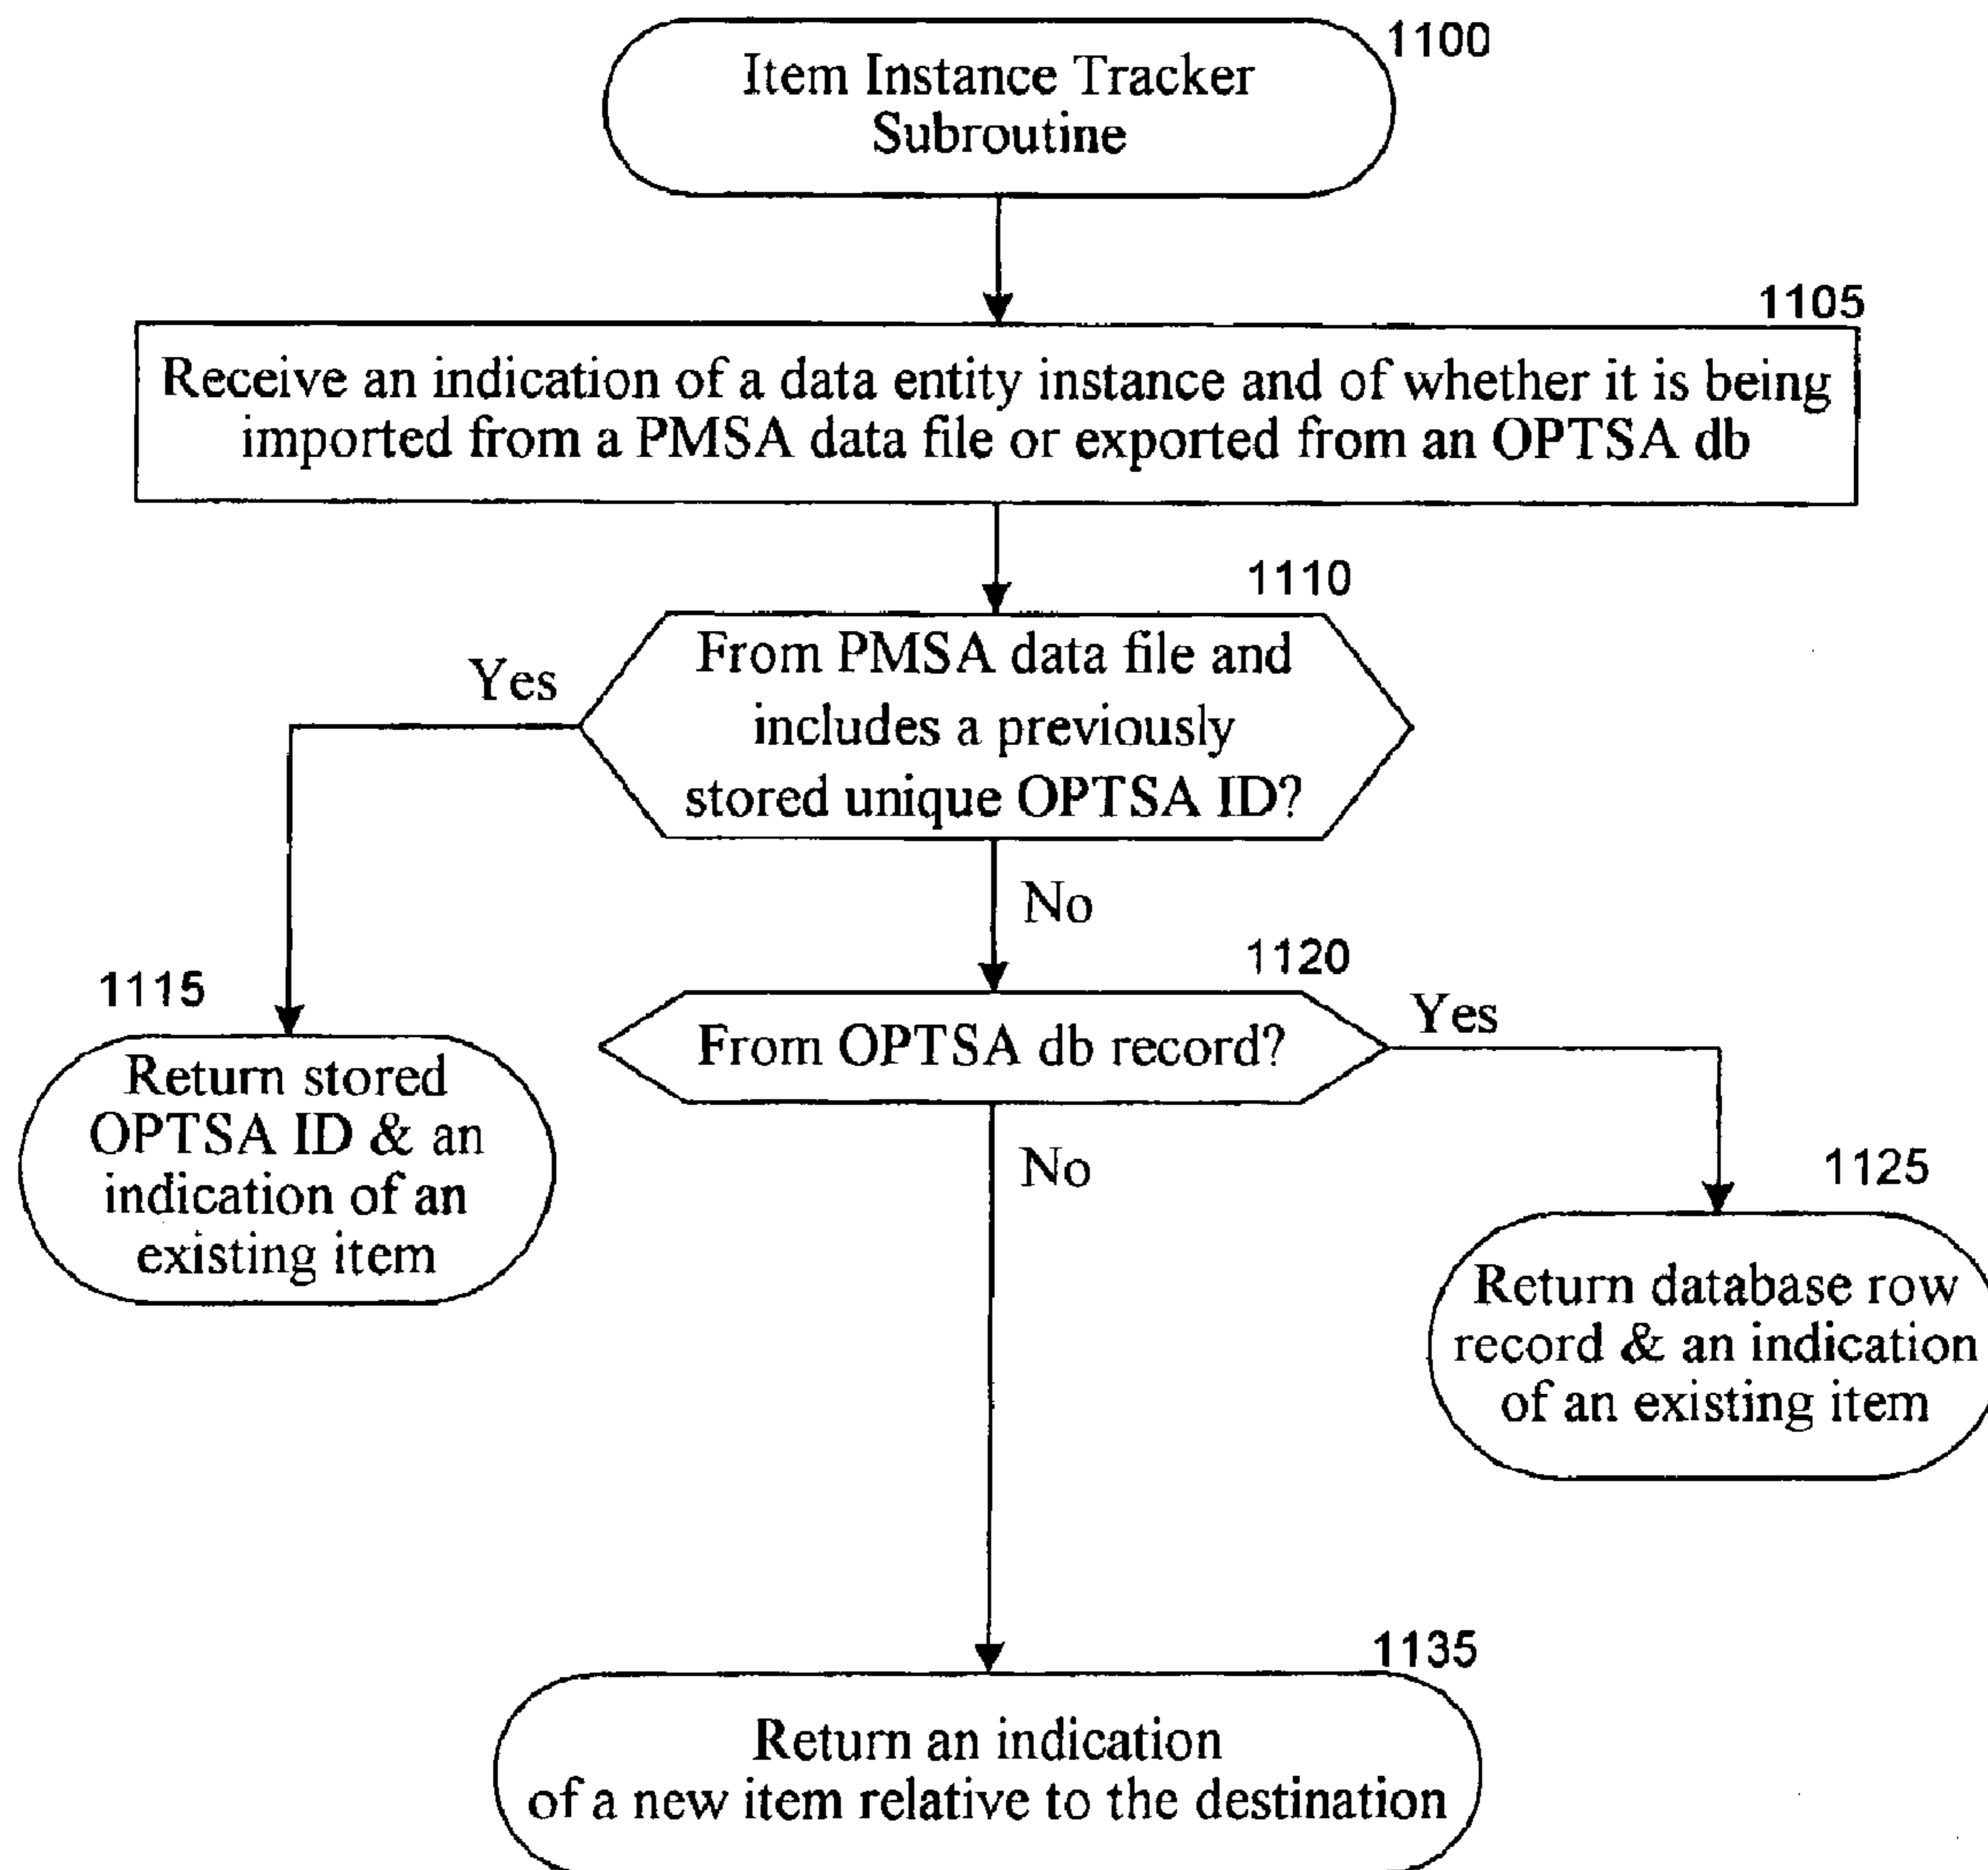 1100
Item Instance Tracker
Subroutine
1105
Receive an indication of a data entity instance and of whether it is being
imported from a PMSA data file or exported from an OPTSA db
1110
From PMSA data file and
includes a previously
stored unique OPTSA ID?
Yes
No
1115
Return stored
OPTSA ID & an
indication of an
existing item
1120
From OPTSA db record?
Yes
No
1125
Return database row
record & an indication
of an existing item
1135
Return an indication
of a new item relative to the destination